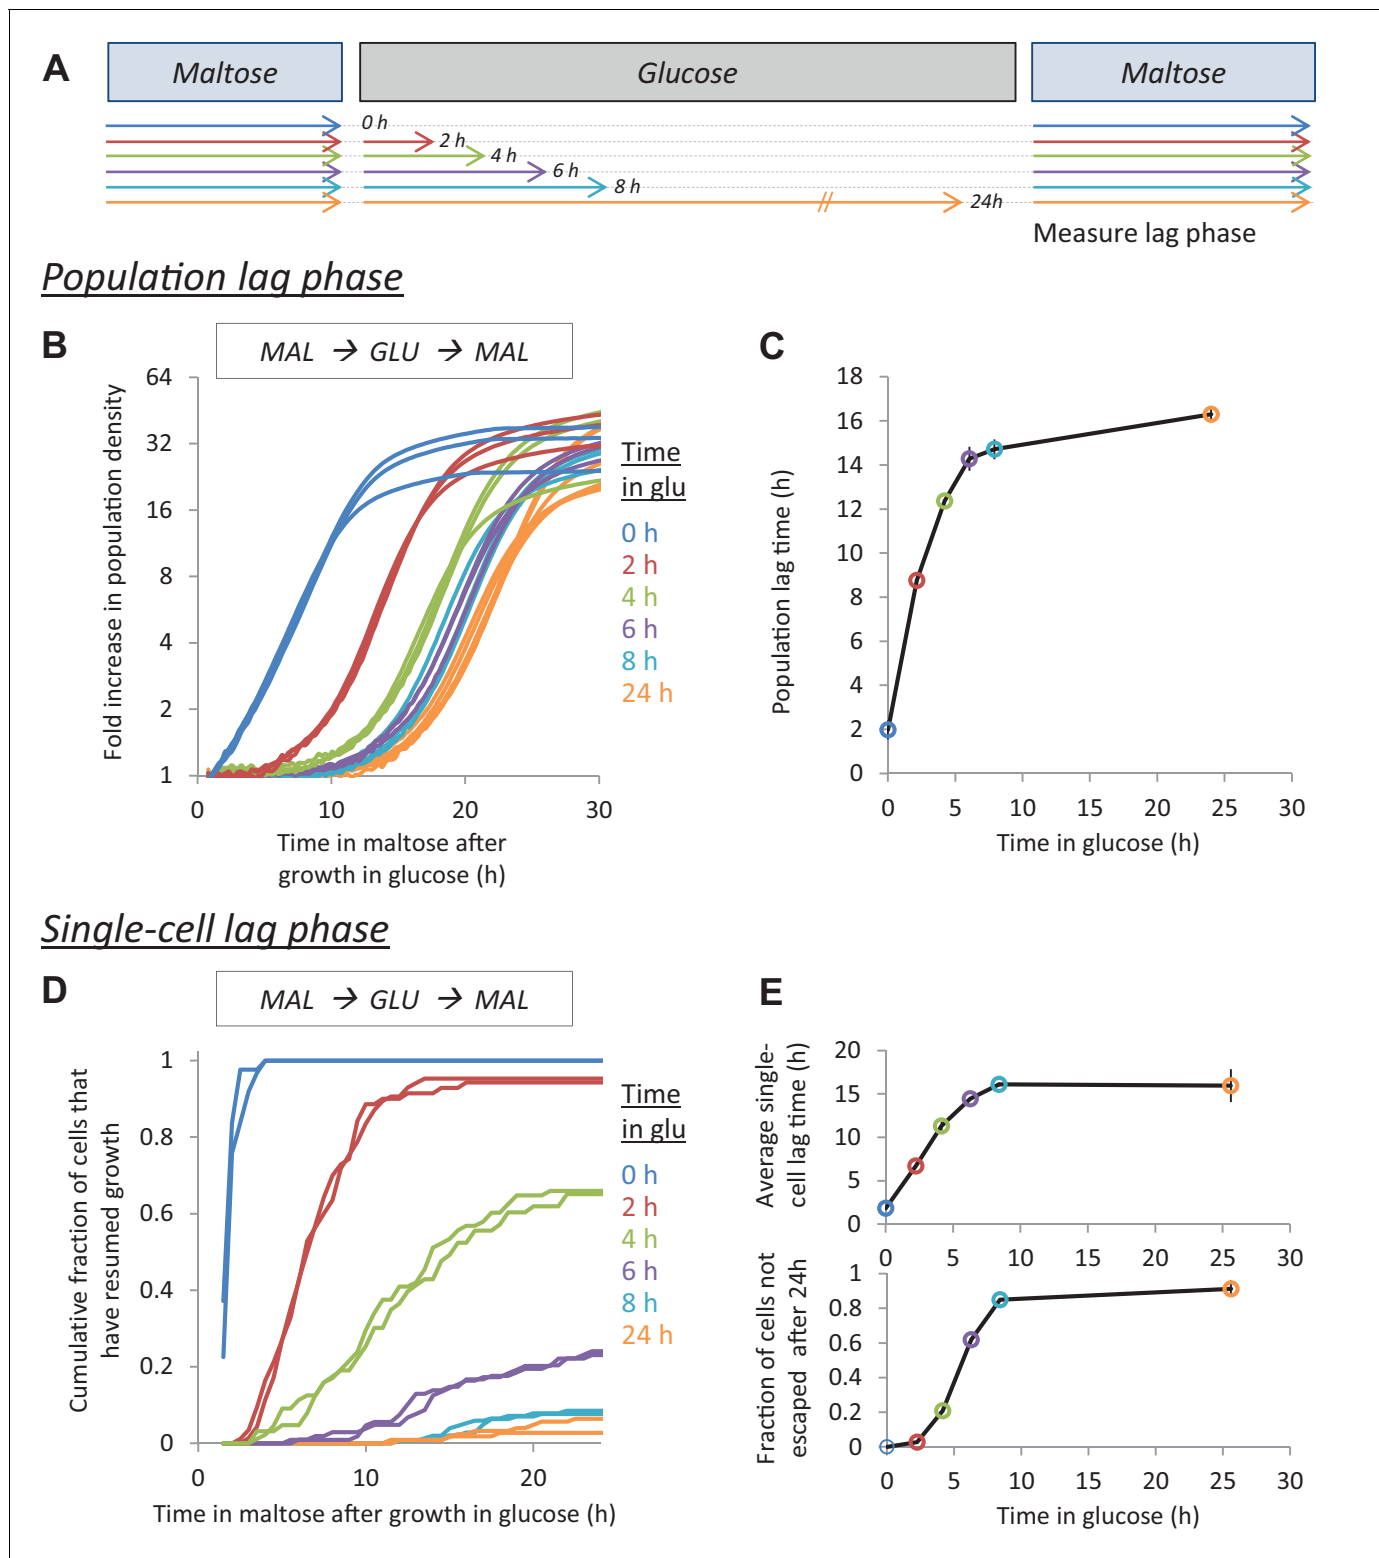 A
Maltose
Glucose
Maltose
0 h
2 h
4 h
6 h
8 h
24h
Measure lag phase
Population lag phase
B
MAL → GLU → MAL
Fold increase in population density
64
32
16
8
4
2
1
0
10
20
30
Time in maltose after
growth in glucose (h)
Time
in glu
0 h
2 h
4 h
6 h
8 h
24 h
C
Population lag time (h)
18
16
14
12
10
8
6
4
2
0
0
5
10
15
20
25
30
Time in glucose (h)
Single-cell lag phase
D
MAL → GLU → MAL
Cumulative fraction of cells that
have resumed growth
1
0.8
0.6
0.4
0.2
0
0
10
20
Time in maltose after growth in glucose (h)
Time
in glu
0 h
2 h
4 h
6 h
8 h
24 h
E
Average single-
cell lag time (h)
20
15
10
5
0
0
5
10
15
20
25
30
Fraction of cells not
escaped after 24h
1
0.8
0.6
0.4
0.2
0
0
5
10
15
20
25
30
Time in glucose (h)